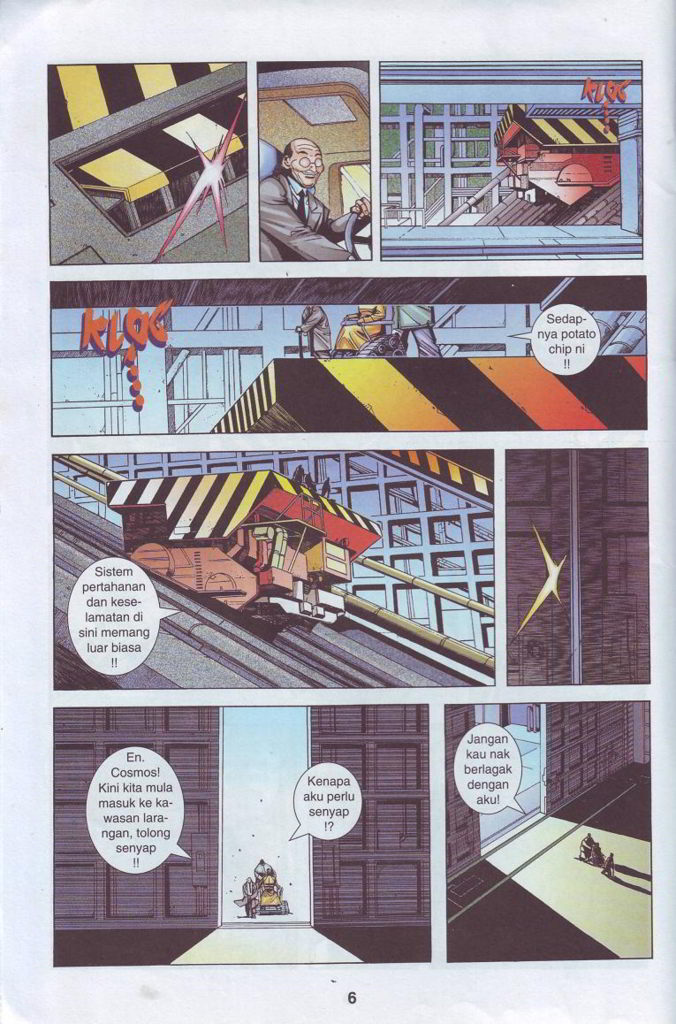 KLOC
KLOC
Sedap-
nya potato
chip ni
!!
Sistem
pertahanan
dan kese-
lamatan di
sini memang
luar biasa
!!
En.
Cosmos!
Kini kita mula
masuk ke ka-
wasan lara-
ngan, tolong
senyap
!!
Kenapa
aku perlu
senyap
!?
Jangan
kau nak
berlagak
dengan
aku!
6